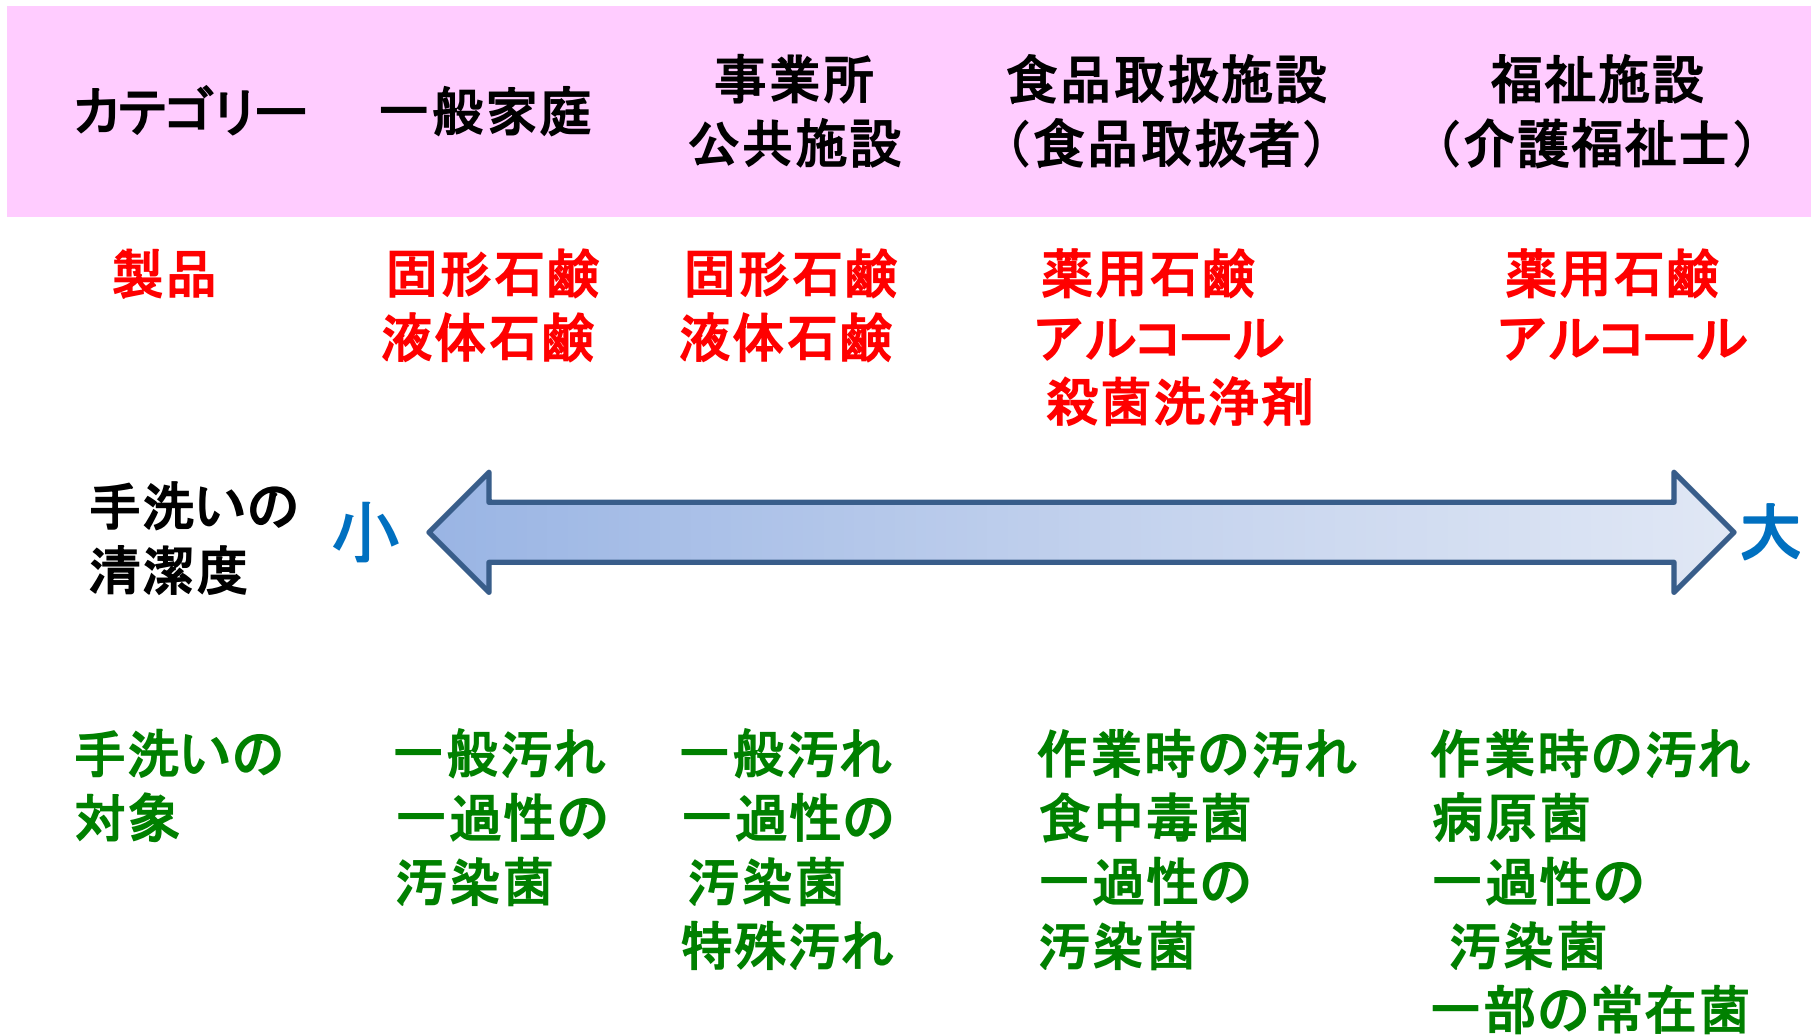 カテゴリー
一般家庭
事業所
公共施設
食品取扱施設
（食品取扱者）
福祉施設
（介護福祉士）
製品
固形石鹸
液体石鹸
固形石鹸
液体石鹸
薬用石鹸
アルコール
殺菌洗浄剤
薬用石鹸
アルコール
手洗いの
清潔度
小
大
手洗いの
対象
一般汚れ
一過性の
汚染菌
一般汚れ
一過性の
汚染菌
特殊汚れ
作業時の汚れ
食中毒菌
一過性の
汚染菌
作業時の汚れ
病原菌
一過性の
汚染菌
一部の常在菌